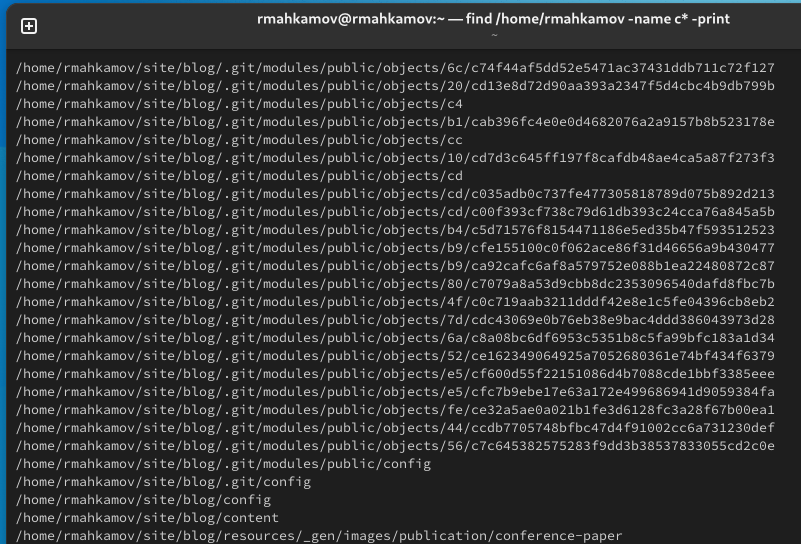 rmahkamov@rmahkamov:~ — find /home/rmahkamov -name c* -print
~
/home/rmahkamov/site/blog/.git/modules/public/objects/6c/c74f44af5dd52e5471ac37431ddb711c72f127
/home/rmahkamov/site/blog/.git/modules/public/objects/20/cd13e8d72d90aa393a2347f5d4cbc4b9db799b
/home/rmahkamov/site/blog/.git/modules/public/objects/c4
/home/rmahkamov/site/blog/.git/modules/public/objects/b1/cab396fc4e0e0d4682076a2a9157b8b523178e
/home/rmahkamov/site/blog/.git/modules/public/objects/cc
/home/rmahkamov/site/blog/.git/modules/public/objects/10/cd7d3c645ff197f8cafdb48ae4ca5a87f273f3
/home/rmahkamov/site/blog/.git/modules/public/objects/cd
/home/rmahkamov/site/blog/.git/modules/public/objects/cd/c035adb0c737fe477305818789d075b892d213
/home/rmahkamov/site/blog/.git/modules/public/objects/cd/c00f393cf738c79d61db393c24cca76a845a5b
/home/rmahkamov/site/blog/.git/modules/public/objects/b4/c5d71576f8154471186e5ed35b47f593512523
/home/rmahkamov/site/blog/.git/modules/public/objects/b9/cfe155100c0f062ace86f31d46656a9b430477
/home/rmahkamov/site/blog/.git/modules/public/objects/b9/ca92cafc6af8a579752e088b1ea22480872c87
/home/rmahkamov/site/blog/.git/modules/public/objects/80/c7079a8a53d9cbb8dc2353096540dafd8fbc7b
/home/rmahkamov/site/blog/.git/modules/public/objects/4f/c0c719aab3211dddf42e8e1c5fe04396cb8eb2
/home/rmahkamov/site/blog/.git/modules/public/objects/7d/cdc43069e0b76eb38e9bac4ddd386043973d28
/home/rmahkamov/site/blog/.git/modules/public/objects/6a/c8a08bc6df6953c5351b8c5fa99bfc183a1d34
/home/rmahkamov/site/blog/.git/modules/public/objects/52/ce162349064925a7052680361e74bf434f6379
/home/rmahkamov/site/blog/.git/modules/public/objects/e5/cf600d55f22151086d4b7088cde1bbf3385eee
/home/rmahkamov/site/blog/.git/modules/public/objects/e5/cfc7b9ebe17e63a172e499686941d9059384fa
/home/rmahkamov/site/blog/.git/modules/public/objects/fe/ce32a5ae0a021b1fe3d6128fc3a28f67b00ea1
/home/rmahkamov/site/blog/.git/modules/public/objects/44/ccdb7705748bfbc47d4f91002cc6a731230def
/home/rmahkamov/site/blog/.git/modules/public/objects/56/c7c645382575283f9dd3b38537833055cd2c0e
/home/rmahkamov/site/blog/.git/modules/public/config
/home/rmahkamov/site/blog/.git/config
/home/rmahkamov/site/blog/config
/home/rmahkamov/site/blog/content
/home/rmahkamov/site/blog/resources/_gen/images/publication/conference-paper